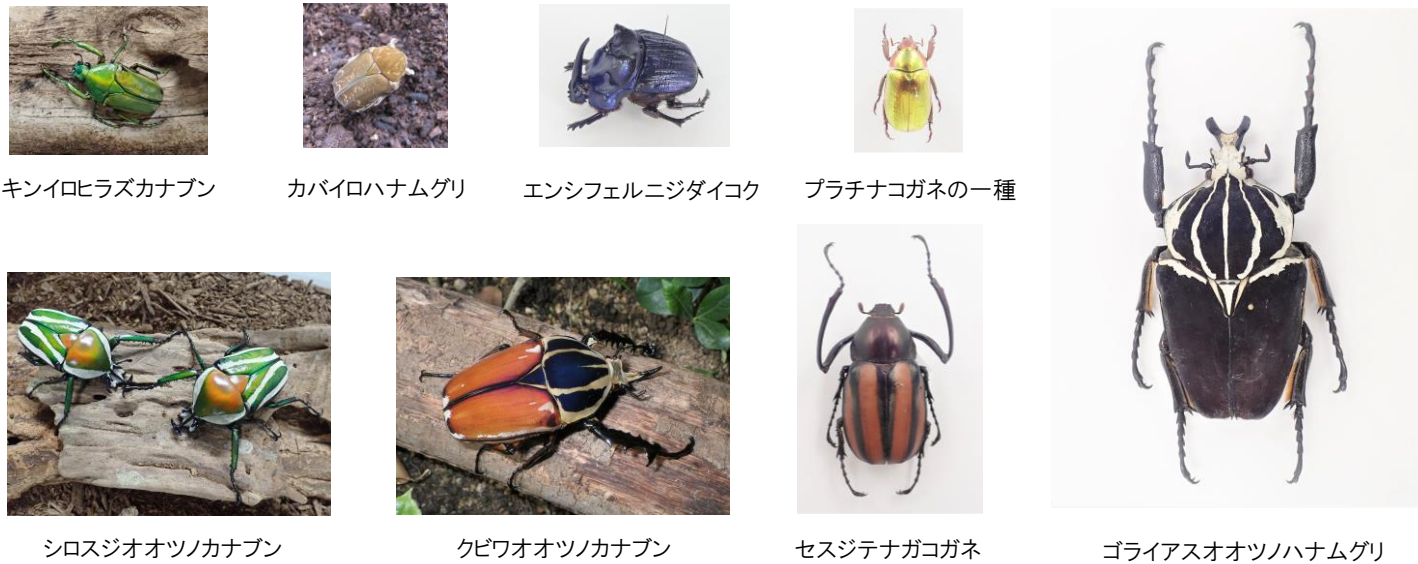 キンイロヒラズカナブン
カバイロハナムグリ
エンシフェルニジダイコク
プラチナコガネの一種
シロスジオオツノカナブン
クビワオオツノカナブン
セスジテナガコガネ
ゴライアスオオツノハナムグリ